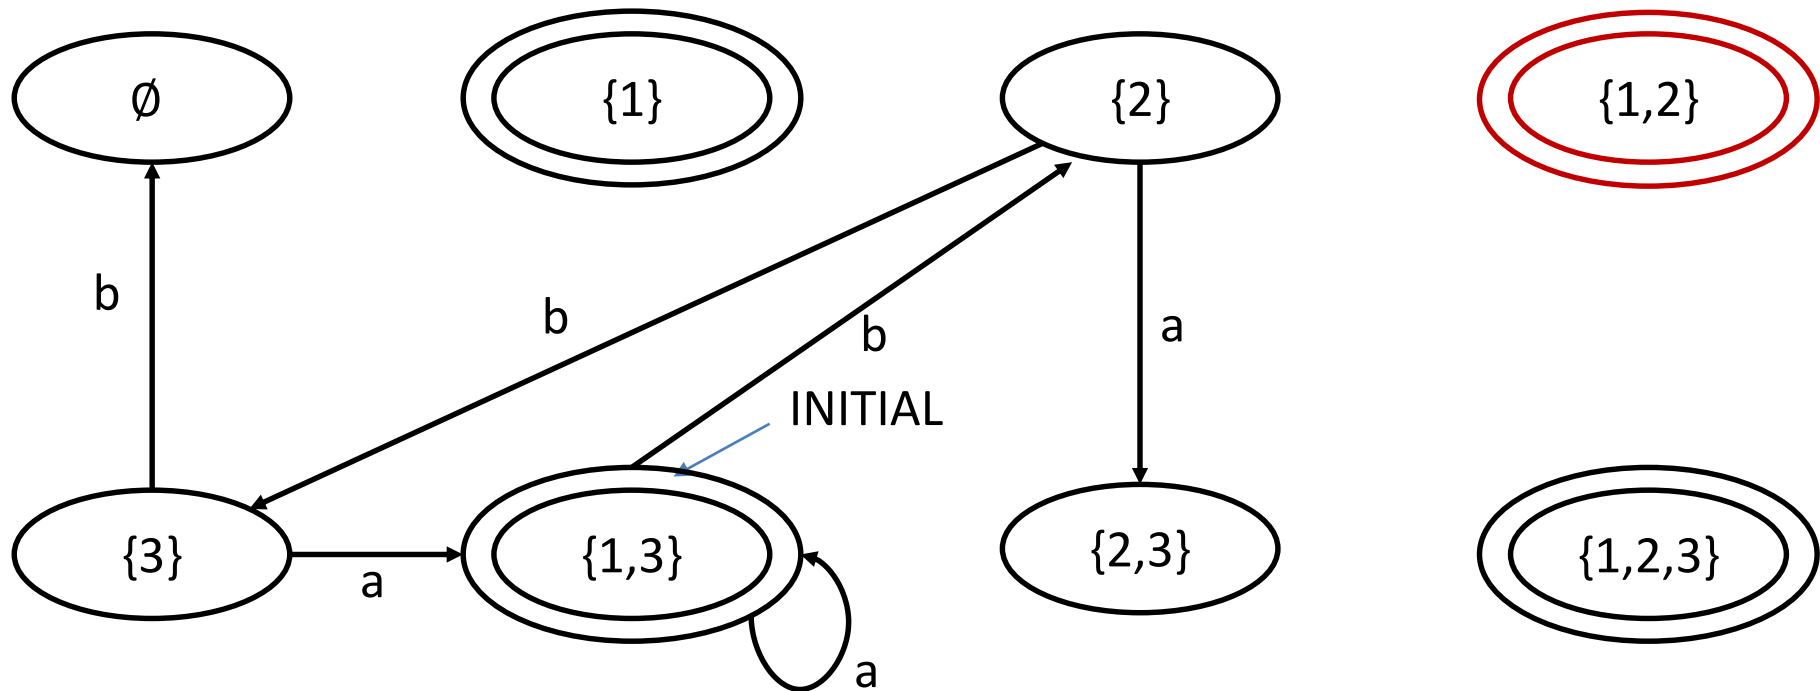 ∅ {1} {2} {1,2}
b b b a
INITIAL
{3} a {1,3} {2,3} {1,2,3}
a